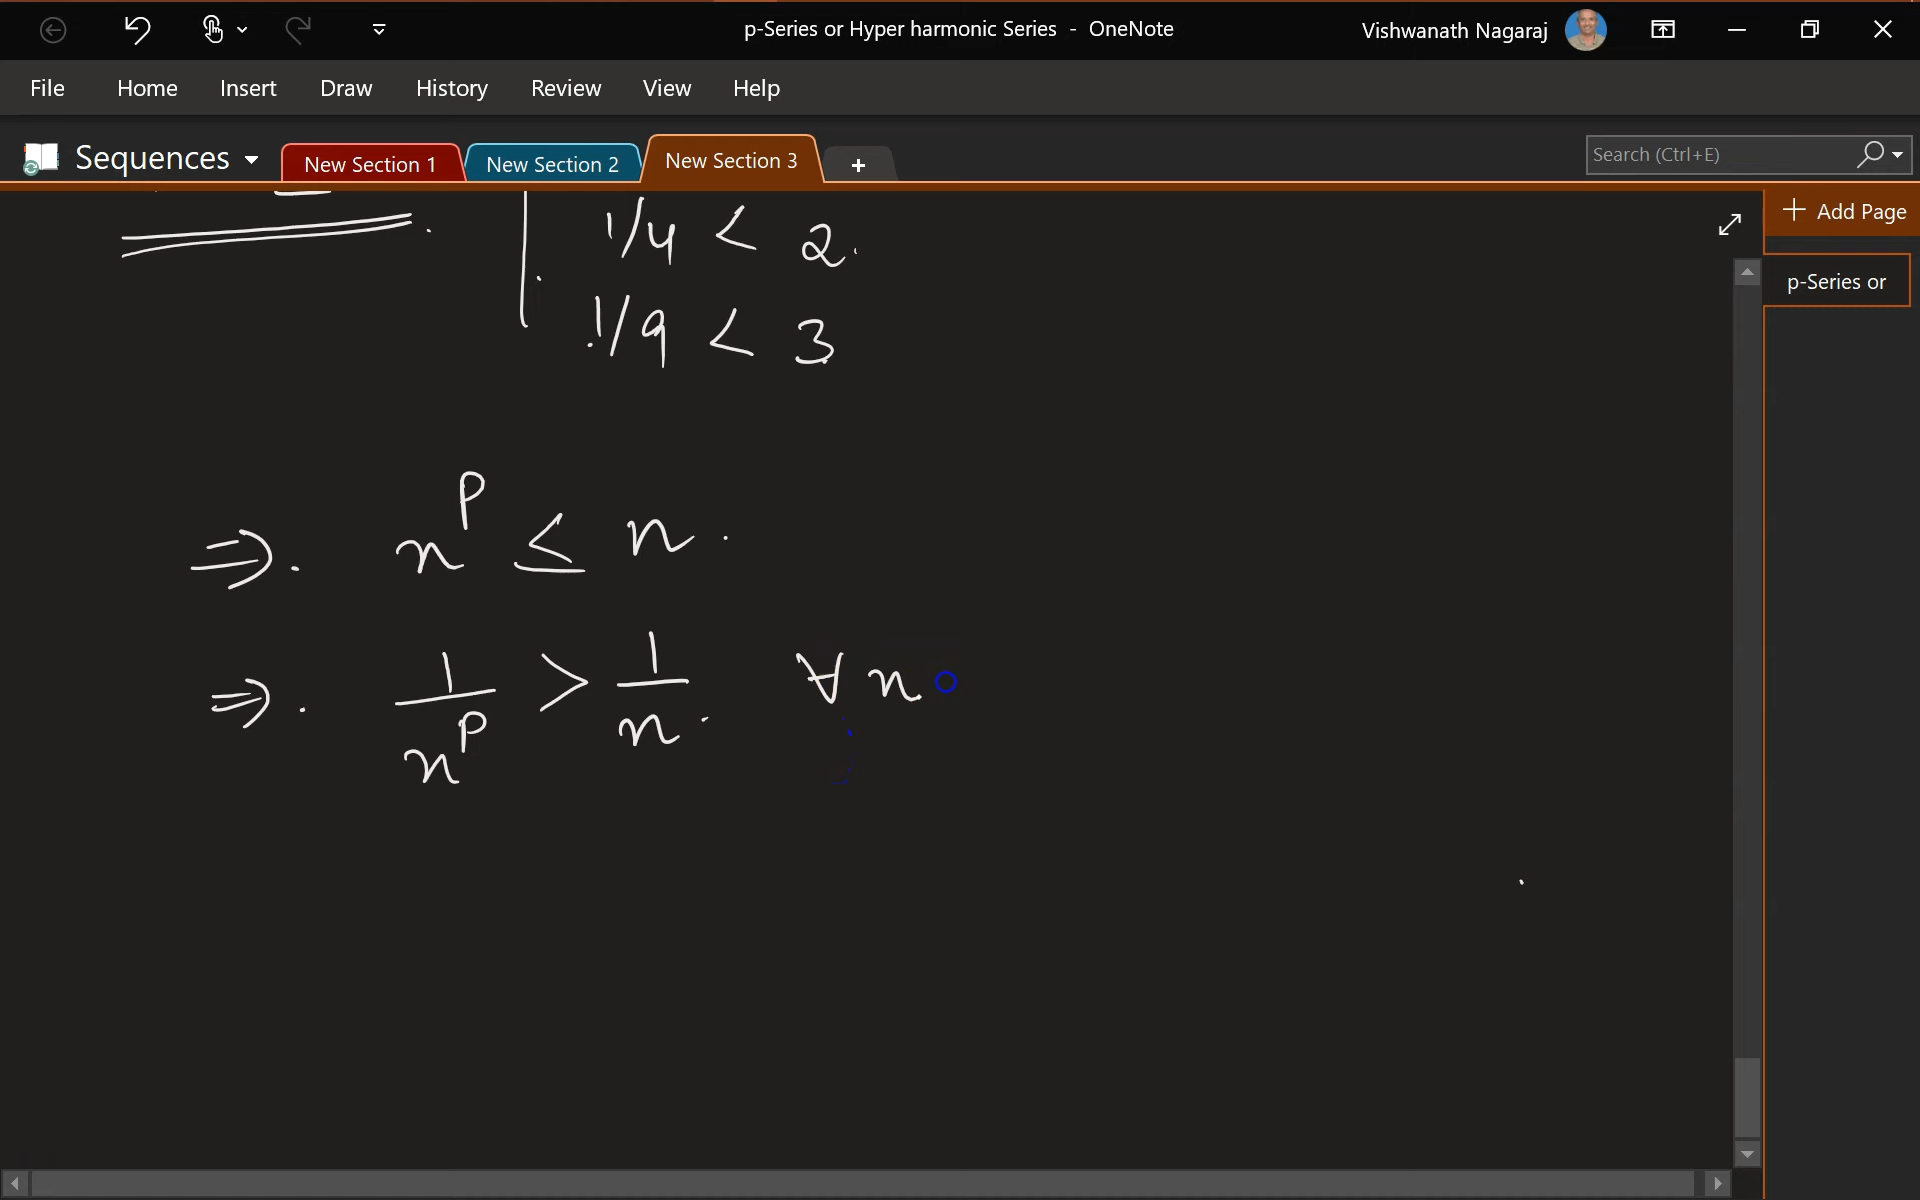 p-Series or Hyper harmonic Series - OneNote
Vishwanath Nagaraj
File Home Insert Draw History Review View Help
Sequences New Section 1 New Section 2 New Section 3 +
Search (Ctrl+E)
+ Add Page
p-Series or
1/4 < 2.
1/9 < 3
⇒. n^p ≤ n.
⇒. 1/n^p > 1/n. ∀ n